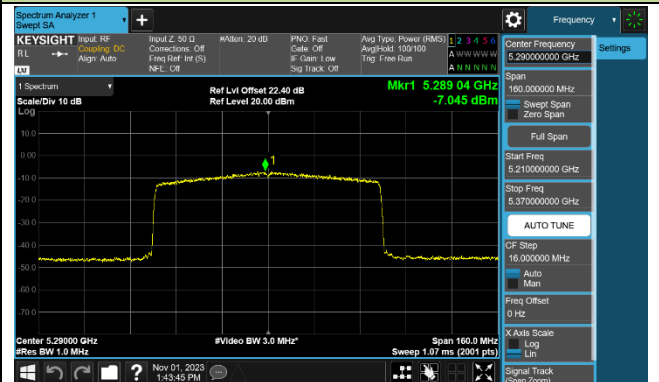 Spectrum Analyzer 1
Swept SA
Frequency
KEYSIGHT
RL
LXI
Input: RF
Coupling: DC
Align: Auto
Input Z: 50 Ω
Corrections: Off
Freq Ref: Int (S)
NFE: Off
#Atten: 20 dB
PNO: Fast
Gate: Off
IF Gain: Low
Sig Track: Off
Avg Type: Power (RMS)
Avg|Hold: 100/100
Trig: Free Run
1 2 3 4 5 6
A WWWWW
A N N N N N
1 Spectrum
Scale/Div 10 dB
Log
Ref Lvl Offset 22.40 dB
Ref Level 20.00 dBm
Mkr1 5.289 04 GHz
-7.045 dBm
1
10.0
0.00
-10.0
-20.0
-30.0
-40.0
-50.0
-60.0
-70.0
Center 5.29000 GHz
#Res BW 1.0 MHz
#Video BW 3.0 MHz*
Span 160.0 MHz
Sweep 1.07 ms (2001 pts)
Nov 01, 2023
1:43:45 PM
Center Frequency
5.290000000 GHz
Span
160.000000 MHz
Swept Span
Zero Span
Full Span
Start Freq
5.210000000 GHz
Stop Freq
5.370000000 GHz
AUTO TUNE
CF Step
16.000000 MHz
Auto
Man
Freq Offset
0 Hz
X Axis Scale
Log
Lin
Signal Track
(Span Zoom)
Settings